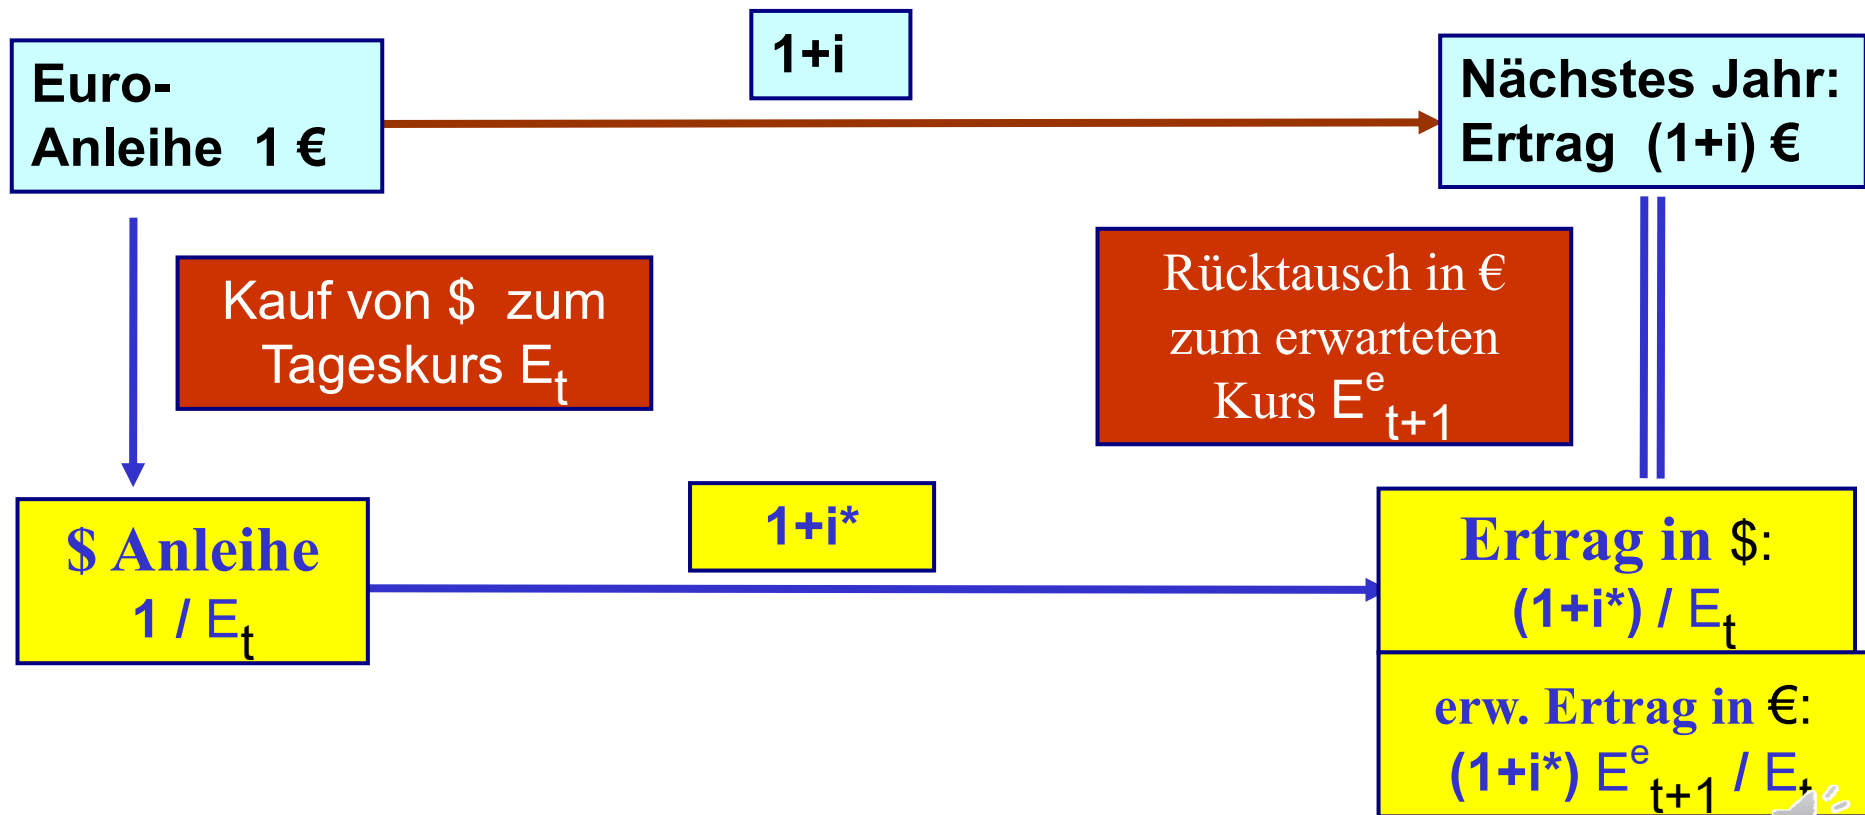 1+i
Euro-
Anleihe 1 €
Nächstes Jahr:
Ertrag (1+i) €
Kauf von $ zum
Tageskurs Eₜ
Rücktausch in €
zum erwarteten
Kurs Eᵉₜ₊₁
1+i*
$ Anleihe
1 / Eₜ
Ertrag in $:
(1+i*) / Eₜ
erw. Ertrag in €:
(1+i*) Eᵉₜ₊₁ / Eₜ